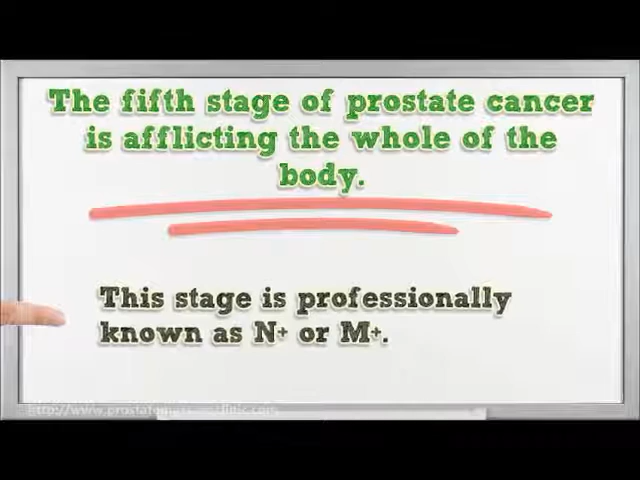 The fifth stage of prostate cancer
is afflicting the whole of the
body.
This stage is professionally
known as N+ or M+.